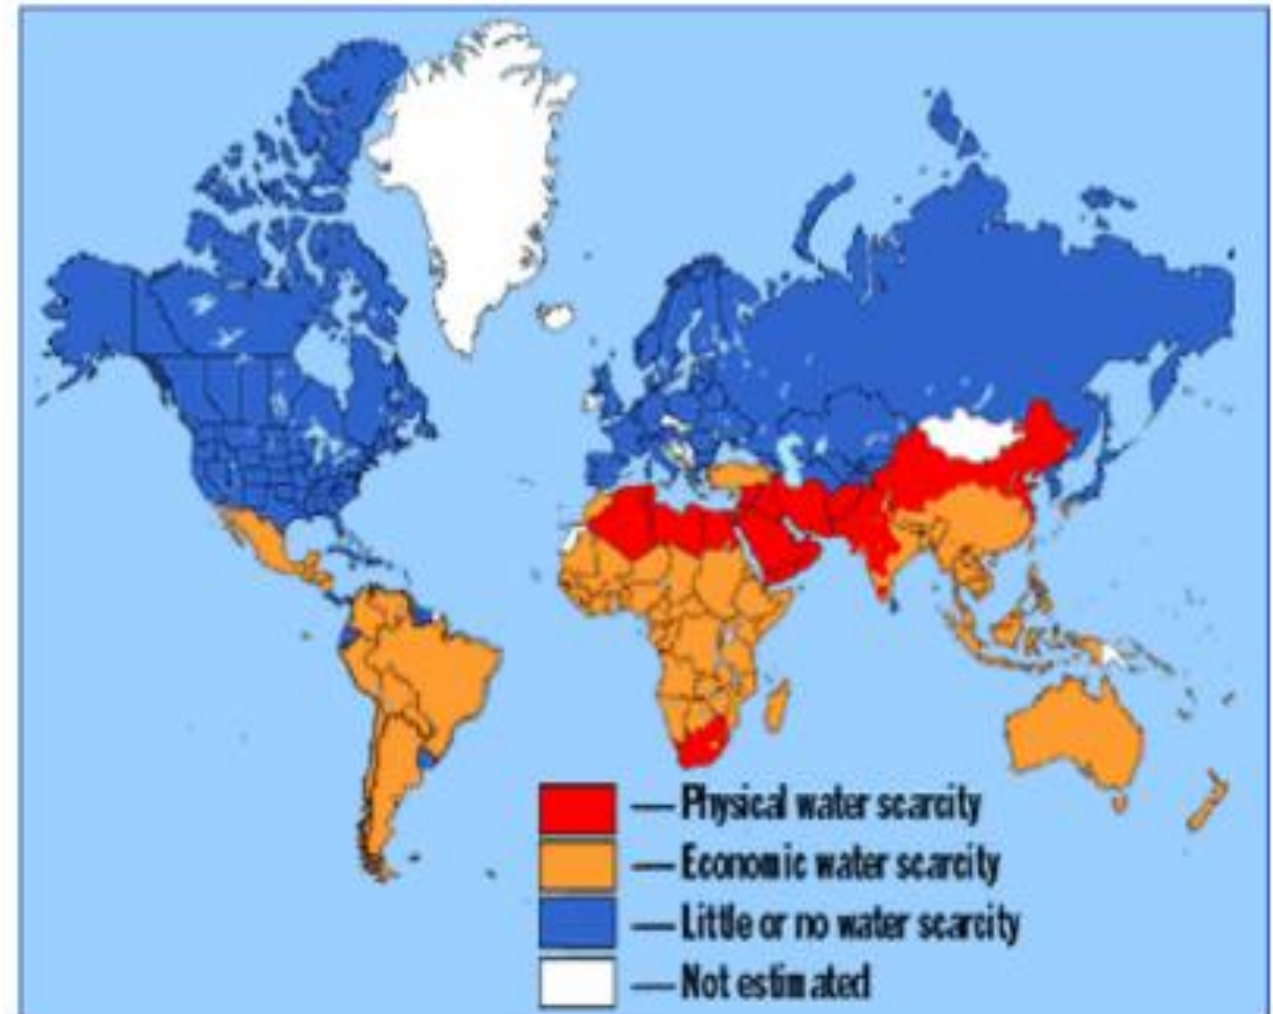 Physical water scarcity
Economic water scarcity
Little or no water scarcity
Not estimated